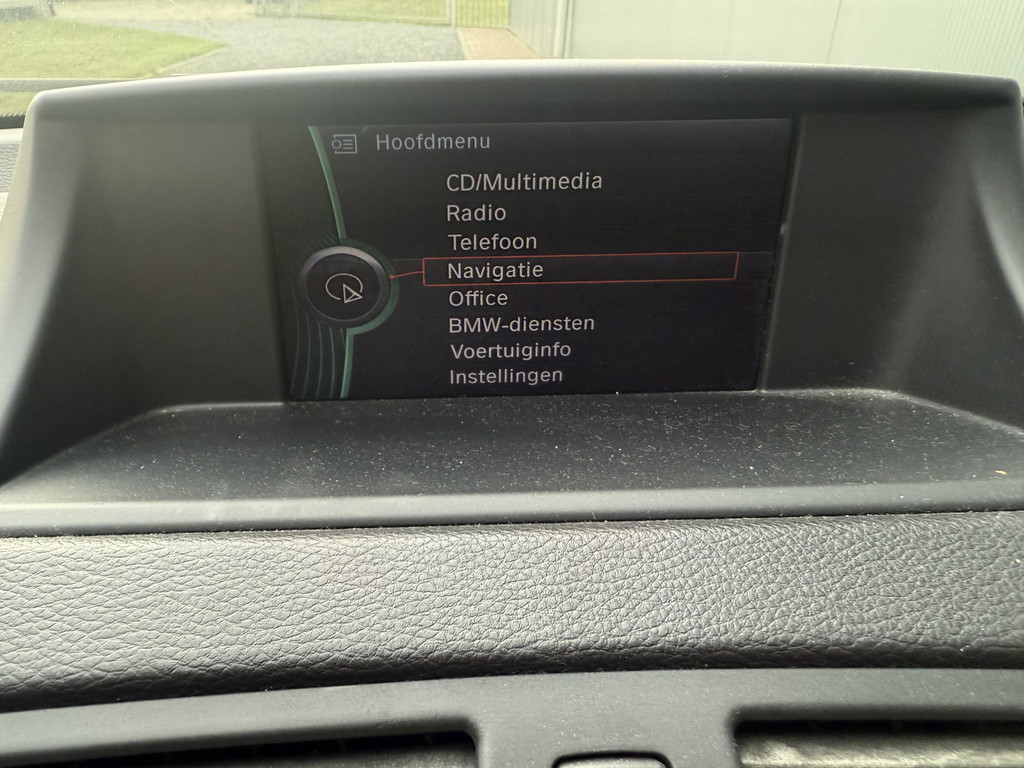 Hoofdmenu
CD/Multimedia
Radio
Telefoon
Navigatie
Office
BMW-diensten
Voertuiginfo
Instellingen